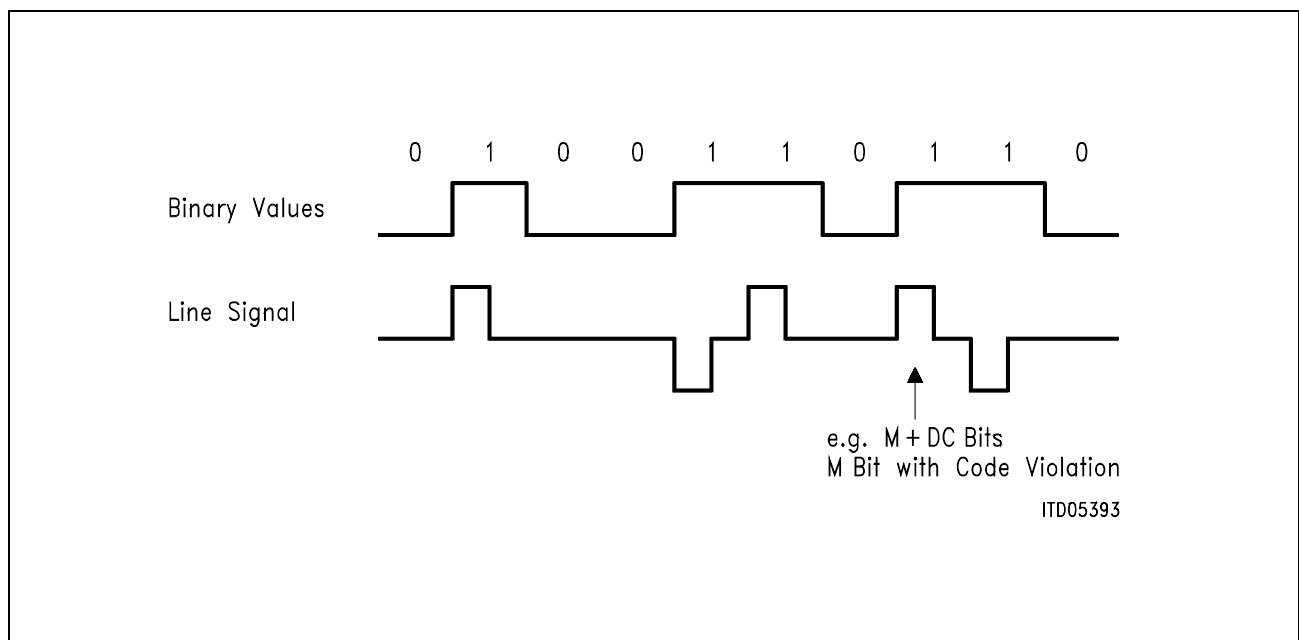 0 1 0 0 1 1 0 1 1 0
Binary Values
Line Signal
e.g. M + DC Bits
M Bit with Code Violation
ITD05393